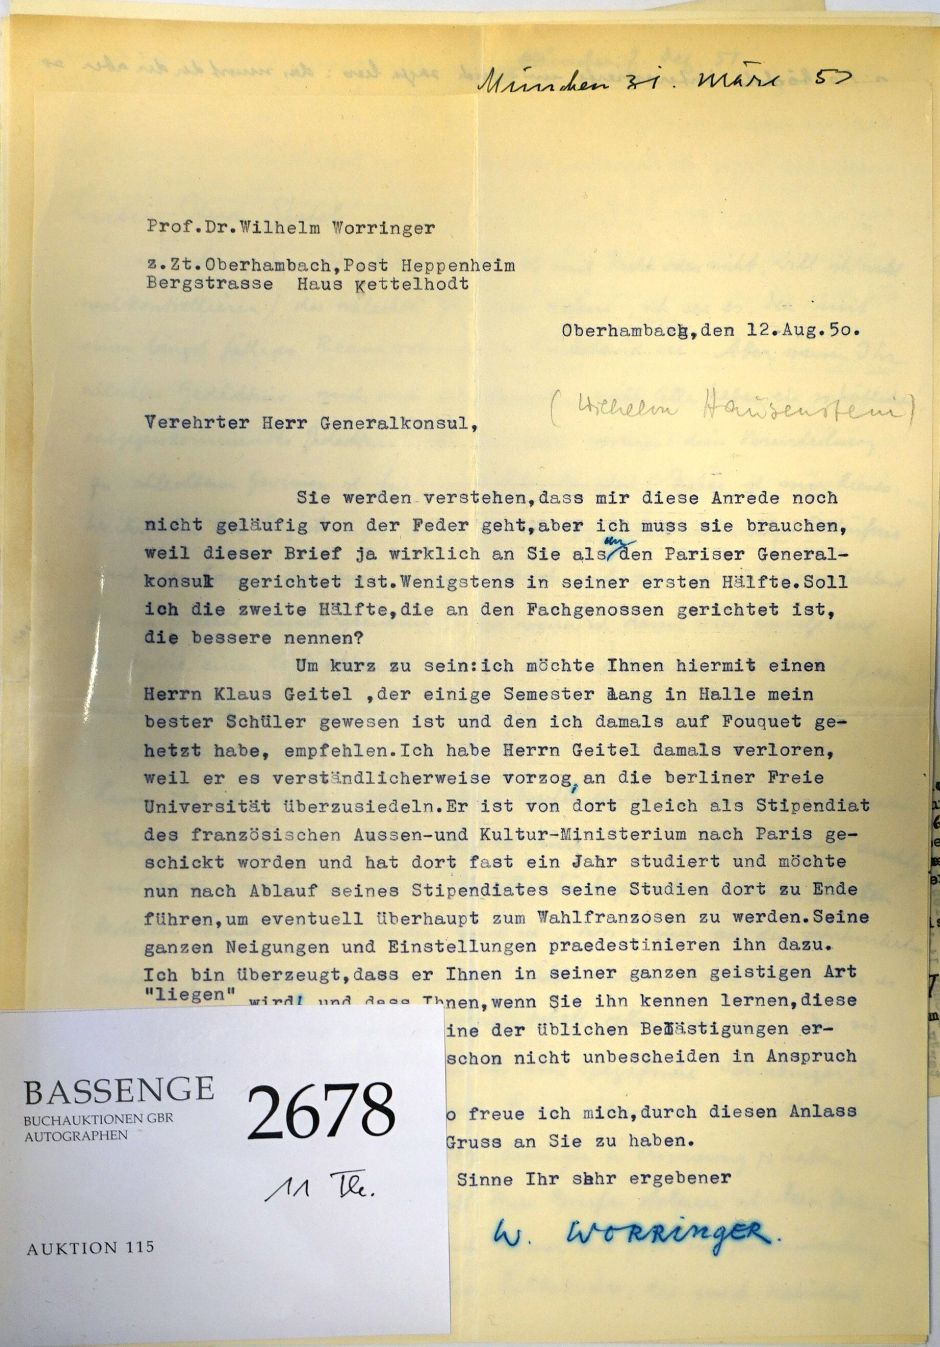 München 31. März 5
Prof.Dr.Wilhelm Worringer
z.Zt.Oberhambach,Post Heppenheim
Bergstrasse Haus Kettelhodt
Oberhambach,den 12.Aug.50.
(Wilhelm Hausenstein)
Verehrter Herr Generalkonsul,
Sie werden verstehen,dass mir diese Anrede noch
nicht geläufig von der Feder geht,aber ich muss sie brauchen,
weil dieser Brief ja wirklich an Sie als an den Pariser General-
konsul gerichtet ist.Wenigstens in seiner ersten Hälfte.Soll
ich die zweite Hälfte,die an den Fachgenossen gerichtet ist,
die bessere nennen?
Um kurz zu sein:ich möchte Ihnen hiermit einen
Herrn Klaus Geitel ,der einige Semester lang in Halle mein
bester Schüler gewesen ist und den ich damals auf Fouquet ge-
hetzt habe, empfehlen.Ich habe Herrn Geitel damals verloren,
weil er es verständlicherweise vorzog, an die berliner Freie
Universität überzusiedeln.Er ist von dort gleich als Stipendiat
des französischen Aussen-und Kultur-Ministerium nach Paris ge-
schickt worden und hat dort fast ein Jahr studiert und möchte
nun nach Ablauf seines Stipendiates seine Studien dort zu Ende
führen,um eventuell überhaupt zum Wahlfranzosen zu werden.Seine
ganzen Neigungen und Einstellungen praedestinieren ihn dazu.
Ich bin überzeugt,dass er Ihnen in seiner ganzen geistigen Art
"liegen" wird, und dass Ihnen,wenn Sie ihn kennen lernen,diese
ine der üblichen Belästigungen er-
schon nicht unbescheiden in Anspruch
o freue ich mich,durch diesen Anlass
Gruss an Sie zu haben.
Sinne Ihr sehr ergebener
W. WORRINGER.
BASSENGE
BUCHAUKTIONEN GBR
AUTOGRAPHEN
2678
11 Tle.
AUKTION 115